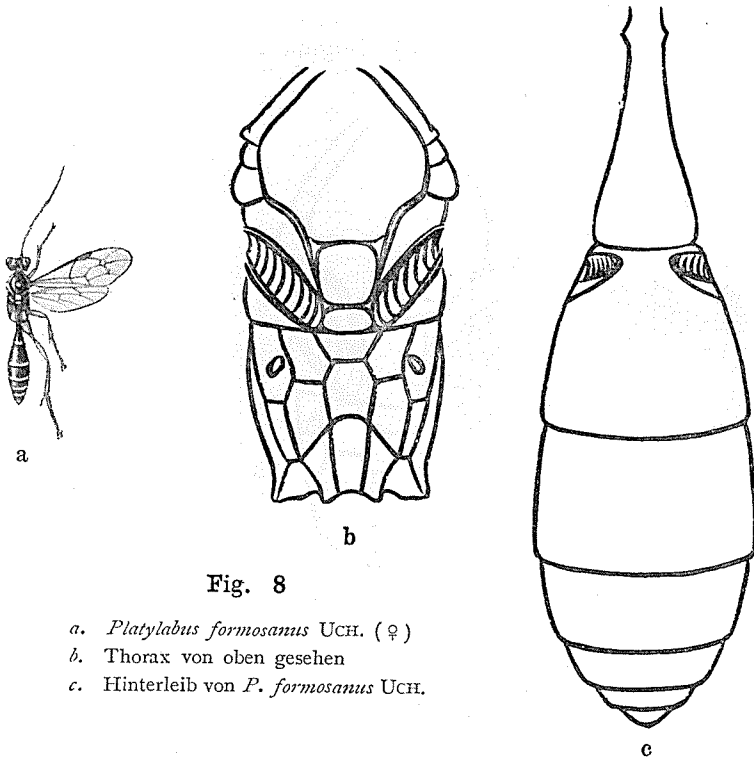 a
b
c
Fig. 8
a. Platylabus formosanus UCH. (♀)
b. Thorax von oben gesehen
c. Hinterleib von P. formosanus UCH.